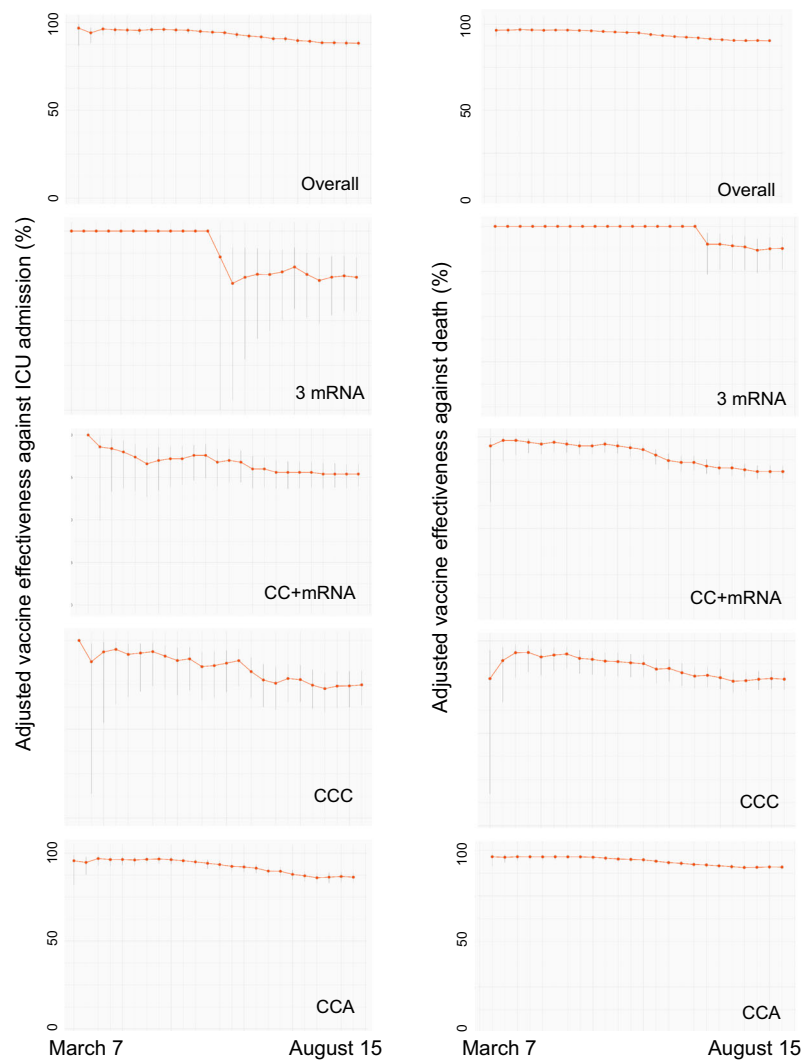 Adjusted vaccine effectiveness against ICU admission (%)
100
50
0
Overall
3 mRNA
CC+mRNA
CCC
100
50
0
CCA
March 7 August 15
Adjusted vaccine effectiveness against death (%)
100
50
0
Overall
3 mRNA
CC+mRNA
CCC
100
50
0
CCA
March 7 August 15